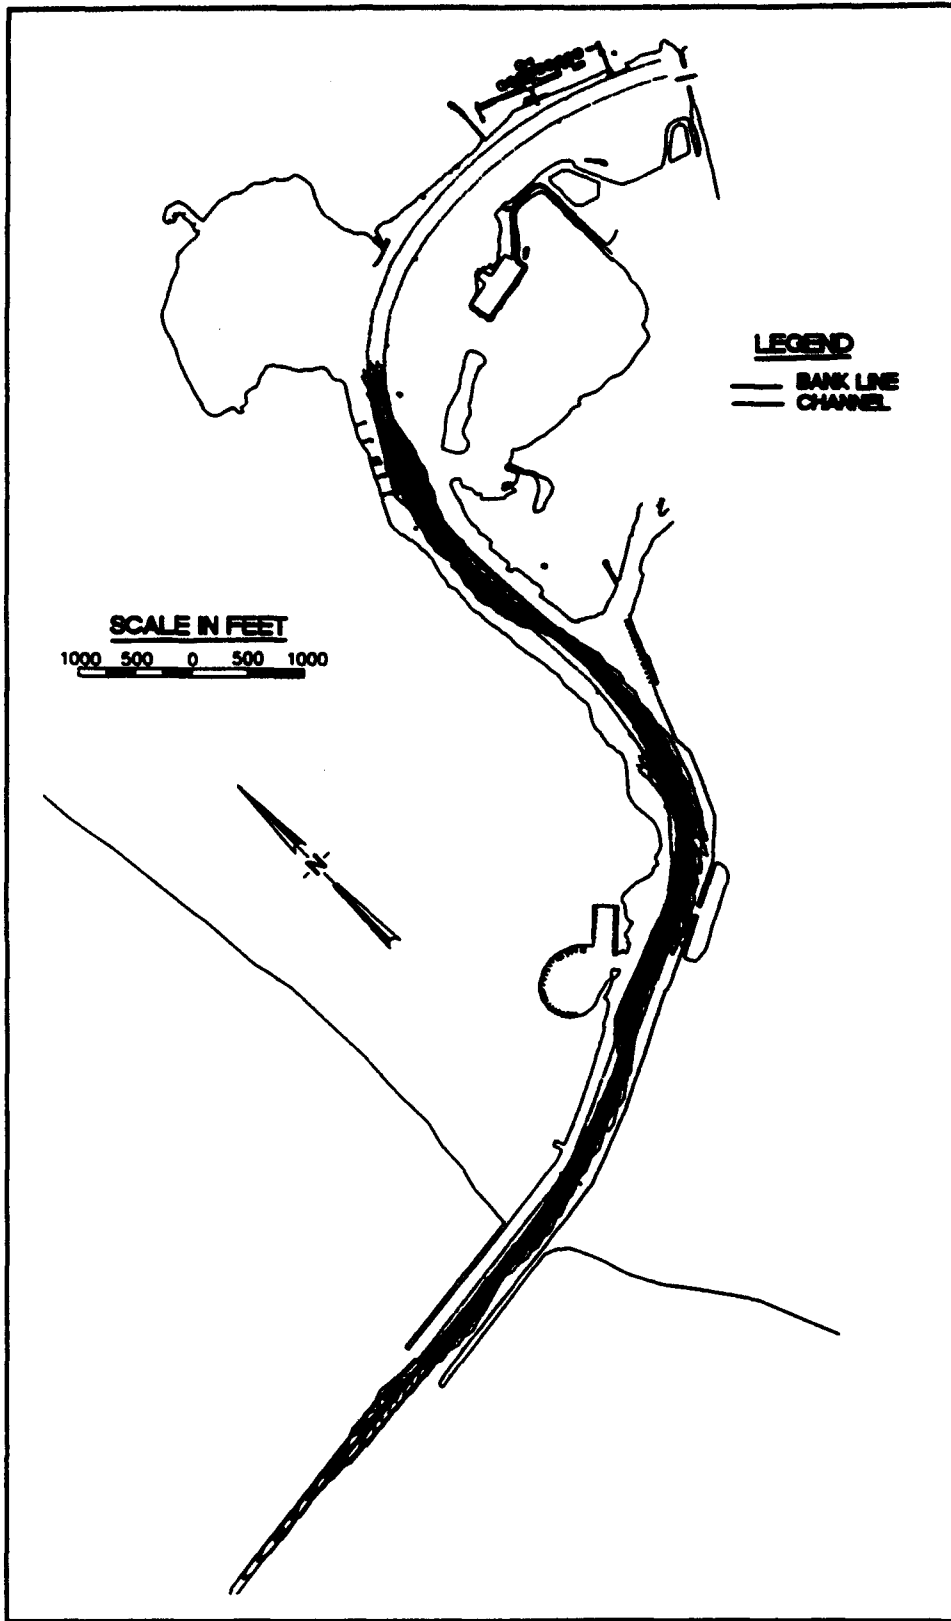 LEGEND
BANK LINE
CHANNEL
SCALE IN FEET
1000 500 0 500 1000
N